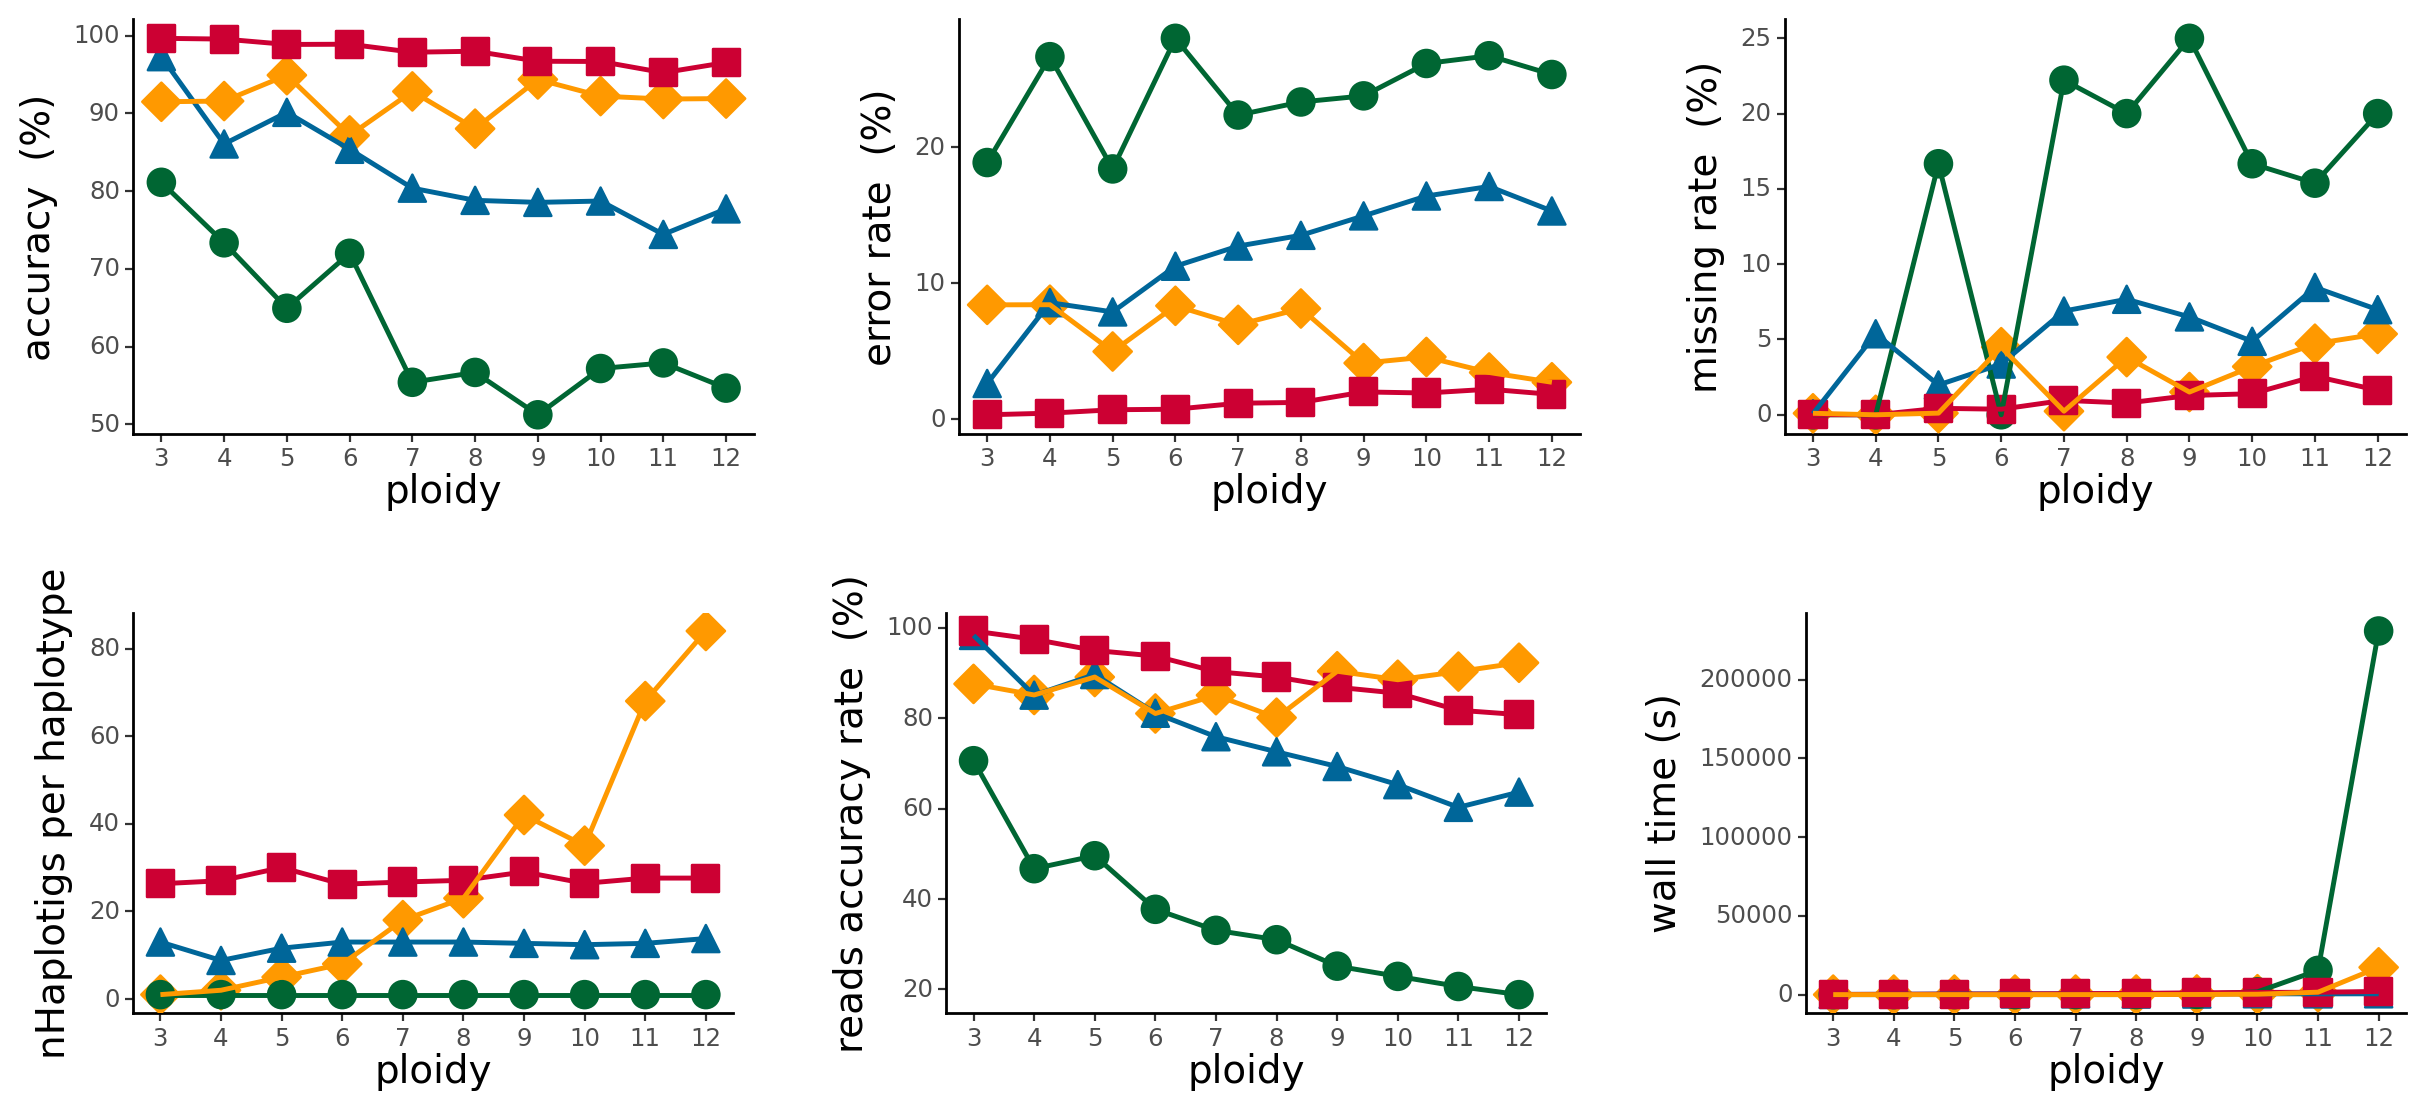 accuracy (%)
100
90
80
70
60
50
3 4 5 6 7 8 9 10 11 12
ploidy
error rate (%)
20
10
0
3 4 5 6 7 8 9 10 11 12
ploidy
missing rate (%)
25
20
15
10
5
0
3 4 5 6 7 8 9 10 11 12
ploidy
nHaplotigs per haplotype
80
60
40
20
0
3 4 5 6 7 8 9 10 11 12
ploidy
reads accuracy rate (%)
100
80
60
40
20
3 4 5 6 7 8 9 10 11 12
ploidy
wall time (s)
200000
150000
100000
50000
0
3 4 5 6 7 8 9 10 11 12
ploidy